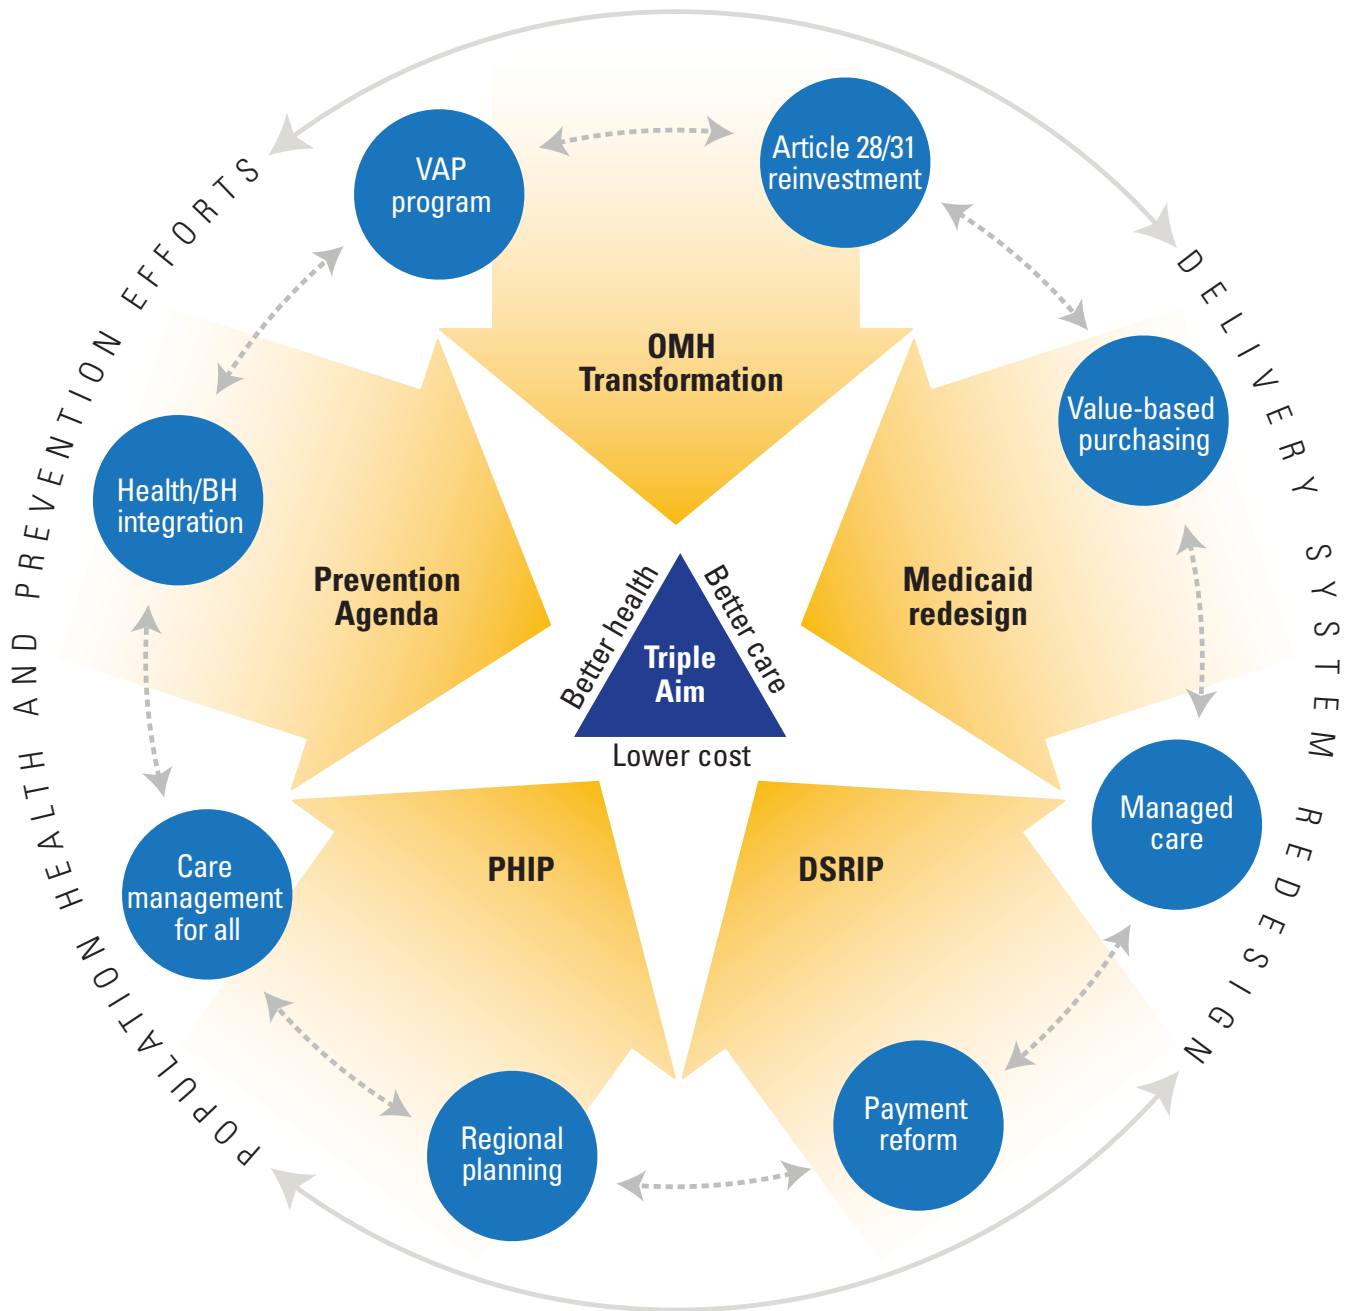 POPULATION HEALTH AND PREVENTION EFFORTS
DELIVERY SYSTEM REDESIGN
VAP
program
Article 28/31
reinvestment
OMH
Transformation
Value-based
purchasing
Health/BH
integration
Prevention
Agenda
Medicaid
redesign
Better health
Better care
Triple
Aim
Lower cost
Managed
care
PHIP
DSRIP
Care
management
for all
Payment
reform
Regional
planning